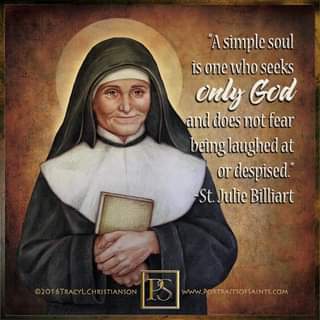 "A simple soul
is one who seeks
only God
and does not fear
being laughed at
or despised."
-St. Julie Billiart
©2016 Tracy L. Christianson
PS
www.PortraitsofSaints.com